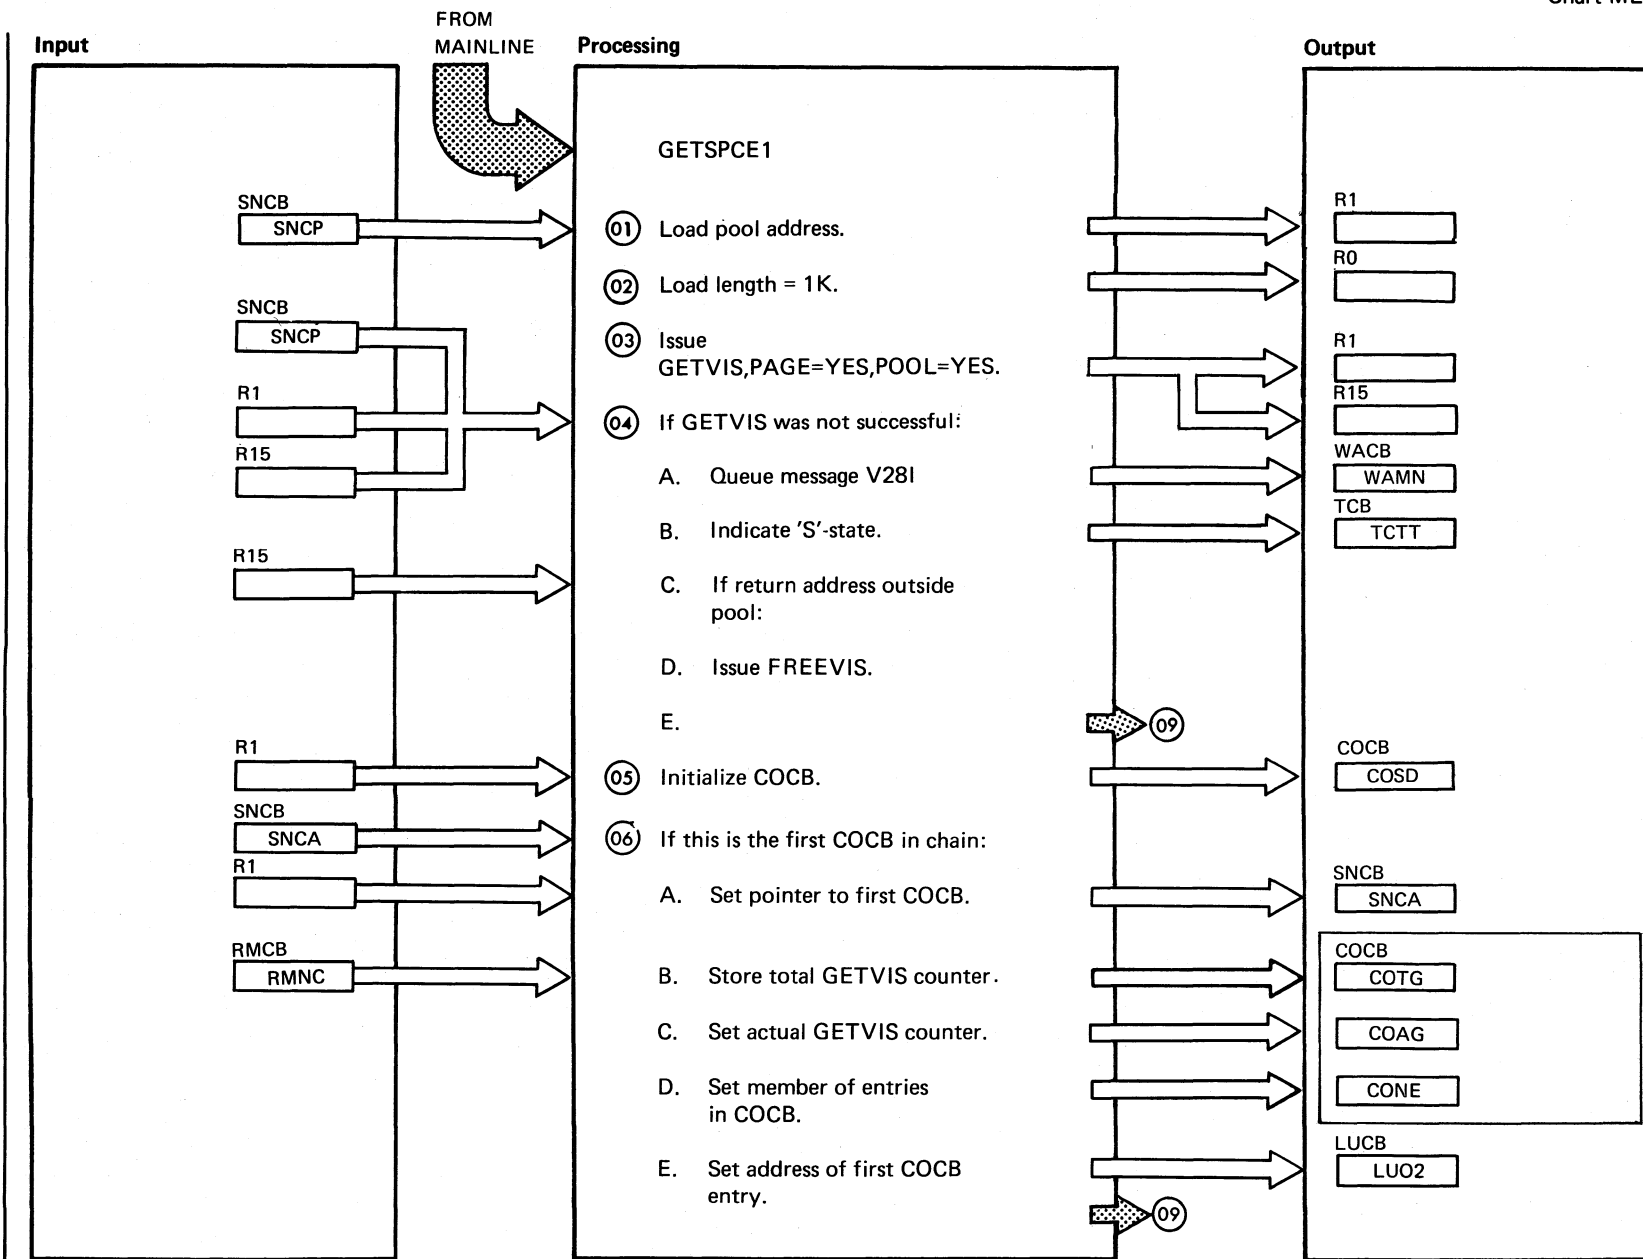 Chart ME
FROM
MAINLINE
Input
Processing
Output
GETSPCE1
SNCB
SNCP
01 Load pool address.
R1
02 Load length = 1K.
R0
SNCB
SNCP
R1
R15
03 Issue
GETVIS,PAGE=YES,POOL=YES.
R1
R15
04 If GETVIS was not successful:
A. Queue message V28I
WACB
WAMN
B. Indicate 'S'-state.
TCB
TCTT
R15
C. If return address outside
pool:
D. Issue FREEVIS.
E.
09
R1
05 Initialize COCB.
COCB
COSD
SNCB
SNCA
06 If this is the first COCB in chain:
R1
A. Set pointer to first COCB.
SNCB
SNCA
RMCB
RMNC
B. Store total GETVIS counter.
COCB
COTG
C. Set actual GETVIS counter.
COAG
D. Set member of entries
in COCB.
CONE
E. Set address of first COCB
entry.
LUCB
LUO2
09